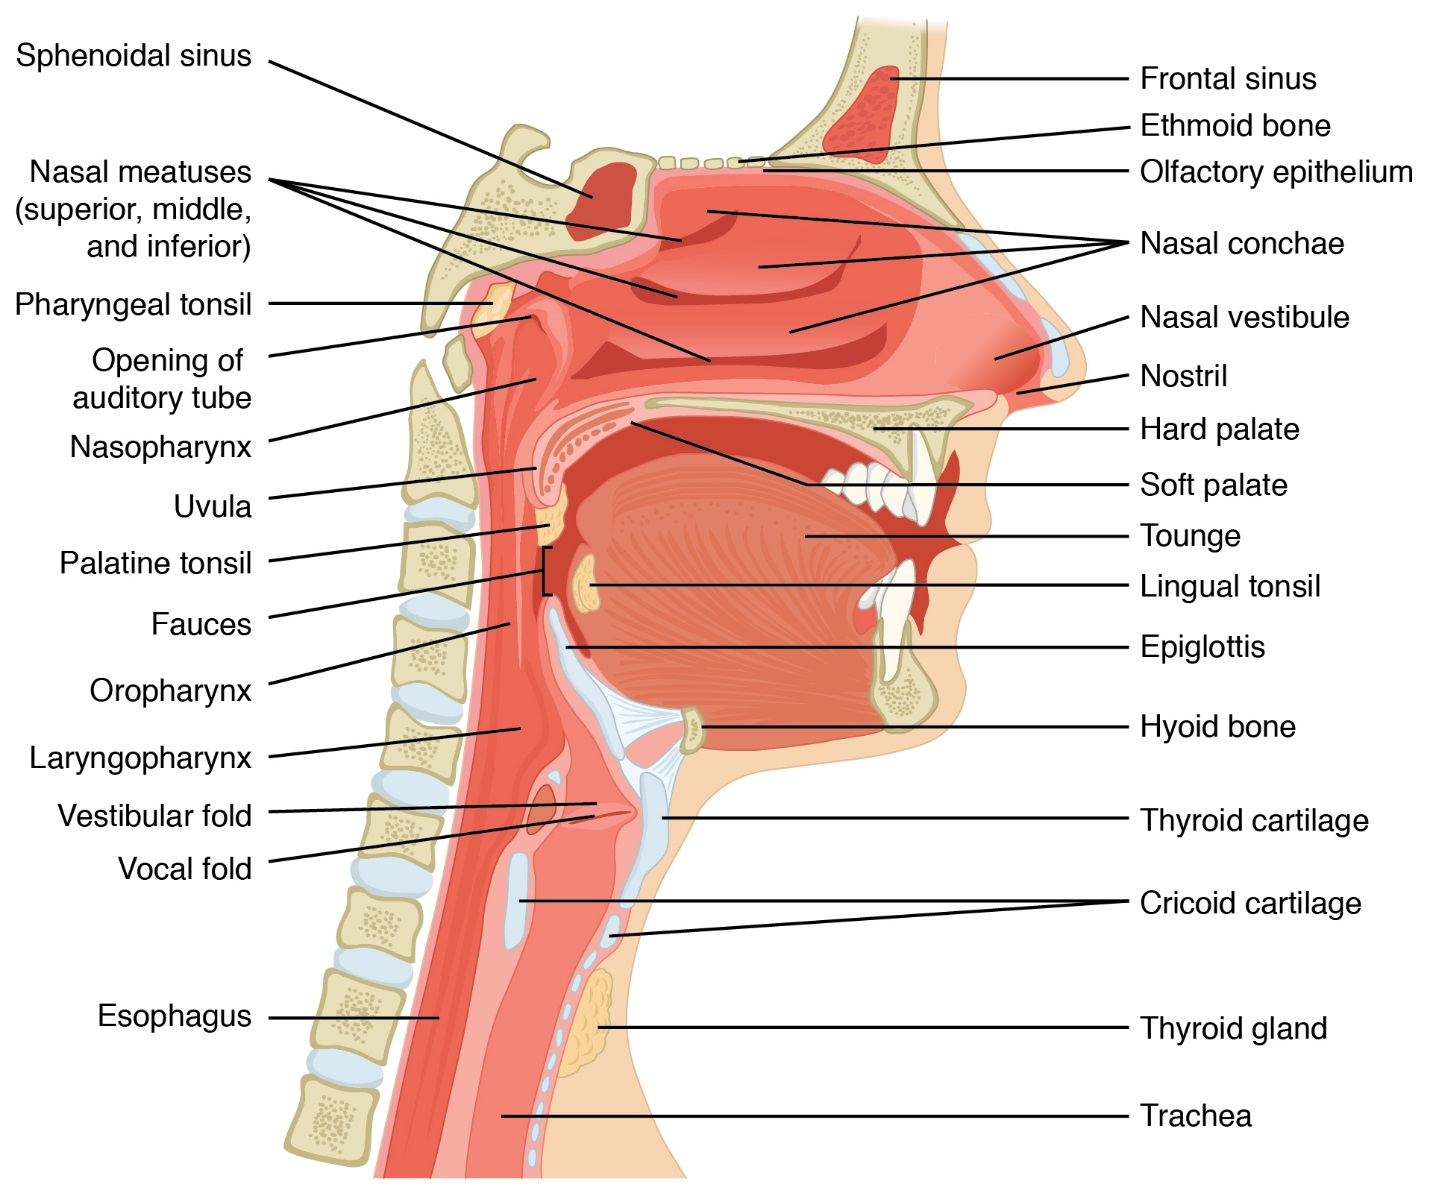 Sphenoidal sinus
Nasal meatuses
(superior, middle,
and inferior)
Pharyngeal tonsil
Opening of
auditory tube
Nasopharynx
Uvula
Palatine tonsil
Fauces
Oropharynx
Laryngopharynx
Vestibular fold
Vocal fold
Esophagus
Frontal sinus
Ethmoid bone
Olfactory epithelium
Nasal conchae
Nasal vestibule
Nostril
Hard palate
Soft palate
Tounge
Lingual tonsil
Epiglottis
Hyoid bone
Thyroid cartilage
Cricoid cartilage
Thyroid gland
Trachea